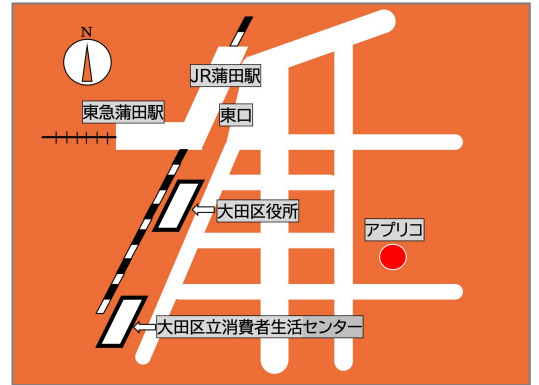 N
JR蒲田駅
東急蒲田駅
東口
大田区役所
アプリコ
大田区立消費者生活センター